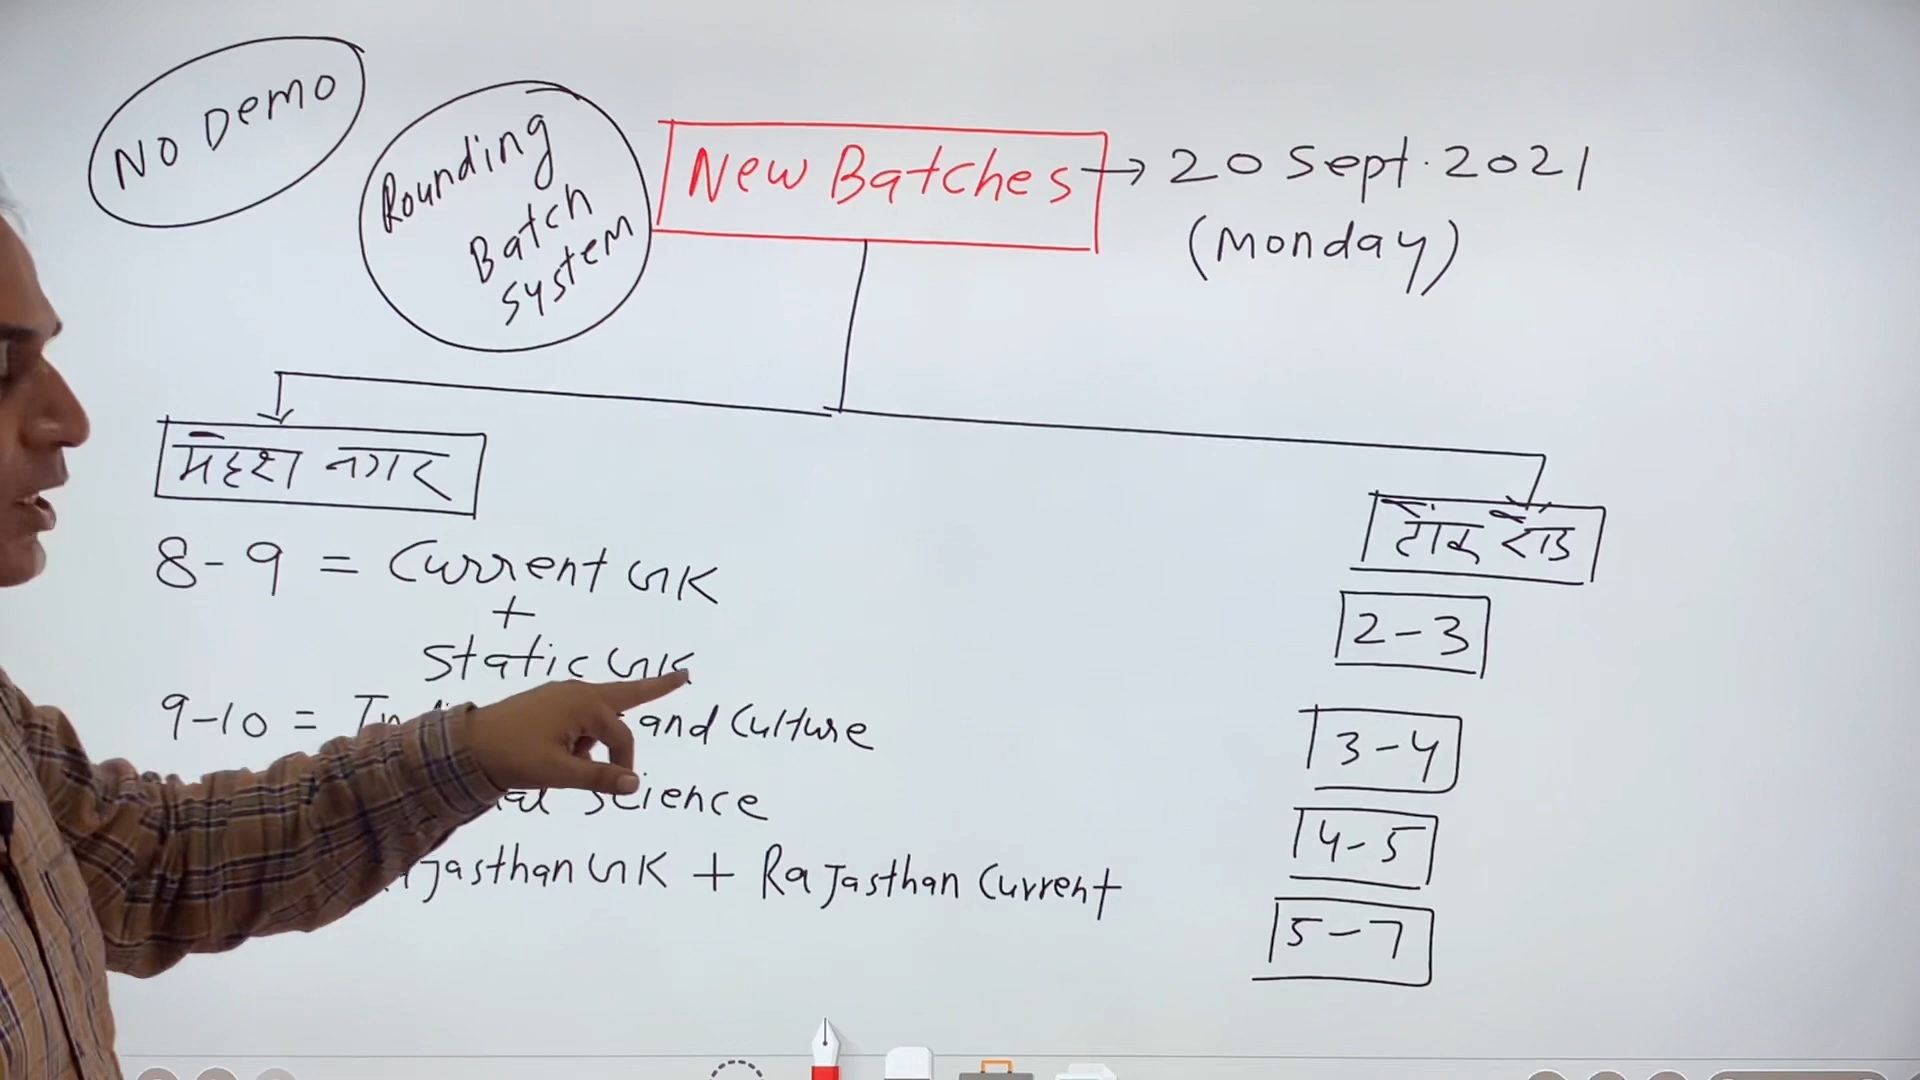 NO Demo
Rounding
Batch
System
New Batches → 20 Sept. 2021
(Monday)
महेश नगर
टोंक रोड
8-9 = Current GK
+
Static GK
9-10 = and Culture
Science
Rajasthan GK + Rajasthan Current
2-3
3-4
4-5
5-7